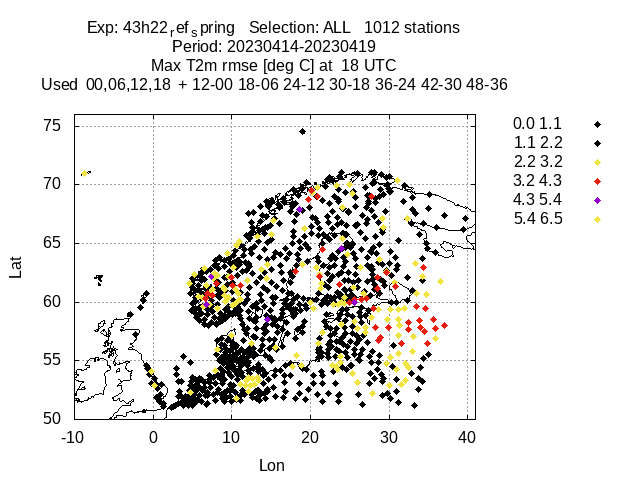 Exp: 43h22ᵣefₛpring   Selection: ALL   1012 stations
Period: 20230414-20230419
Max T2m rmse [deg C] at  18 UTC
Used  00,06,12,18  + 12-00 18-06 24-12 30-18 36-24 42-30 48-36
0.0 1.1
1.1 2.2
2.2 3.2
3.2 4.3
4.3 5.4
5.4 6.5
75
70
65
60
55
50
Lat
-10 0 10 20 30 40
Lon